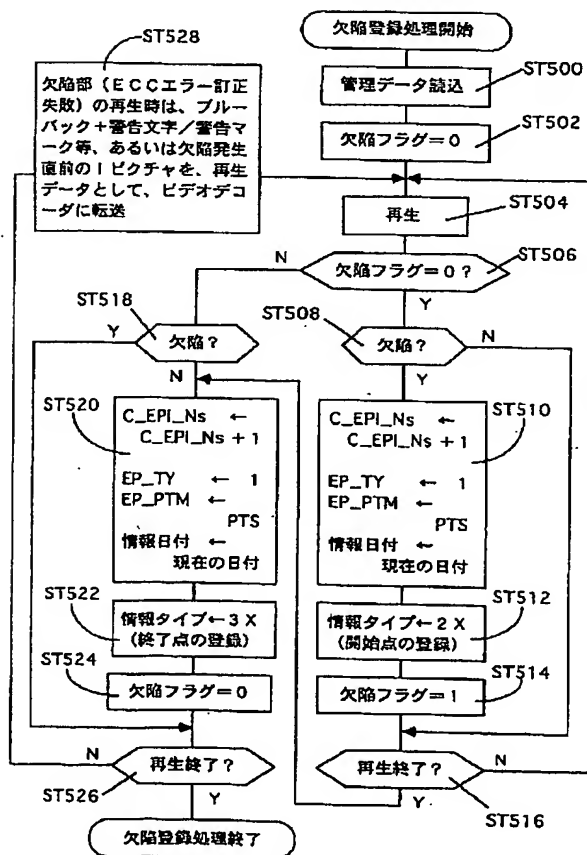 欠陥登録処理開始
ST500
管理データ読込
ST502
欠陥フラグ=0
ST528
欠陥部(ECCエラー訂正
失敗)の再生時は、ブルー
バック+警告文字/警告マ
ーク等、あるいは欠陥発生
直前のIピクチャを、再生
データとして、ビデオデコ
ーダに転送
ST504
再生
ST506
欠陥フラグ=0?
N
Y
ST518
欠陥?
Y
N
ST508
欠陥?
N
Y
ST520
C_EPI_Ns ←
C_EPI_Ns + 1
EP_TY ← 1
EP_PTM ←
PTS
情報日付 ←
現在の日付
ST510
C_EPI_Ns ←
C_EPI_Ns + 1
EP_TY ← 1
EP_PTM ←
PTS
情報日付 ←
現在の日付
ST522
情報タイプ←3X
(終了点の登録)
ST512
情報タイプ←2X
(開始点の登録)
ST524
欠陥フラグ=0
ST514
欠陥フラグ=1
N
再生終了?
ST526
Y
再生終了?
N
Y
ST516
欠陥登録処理終了